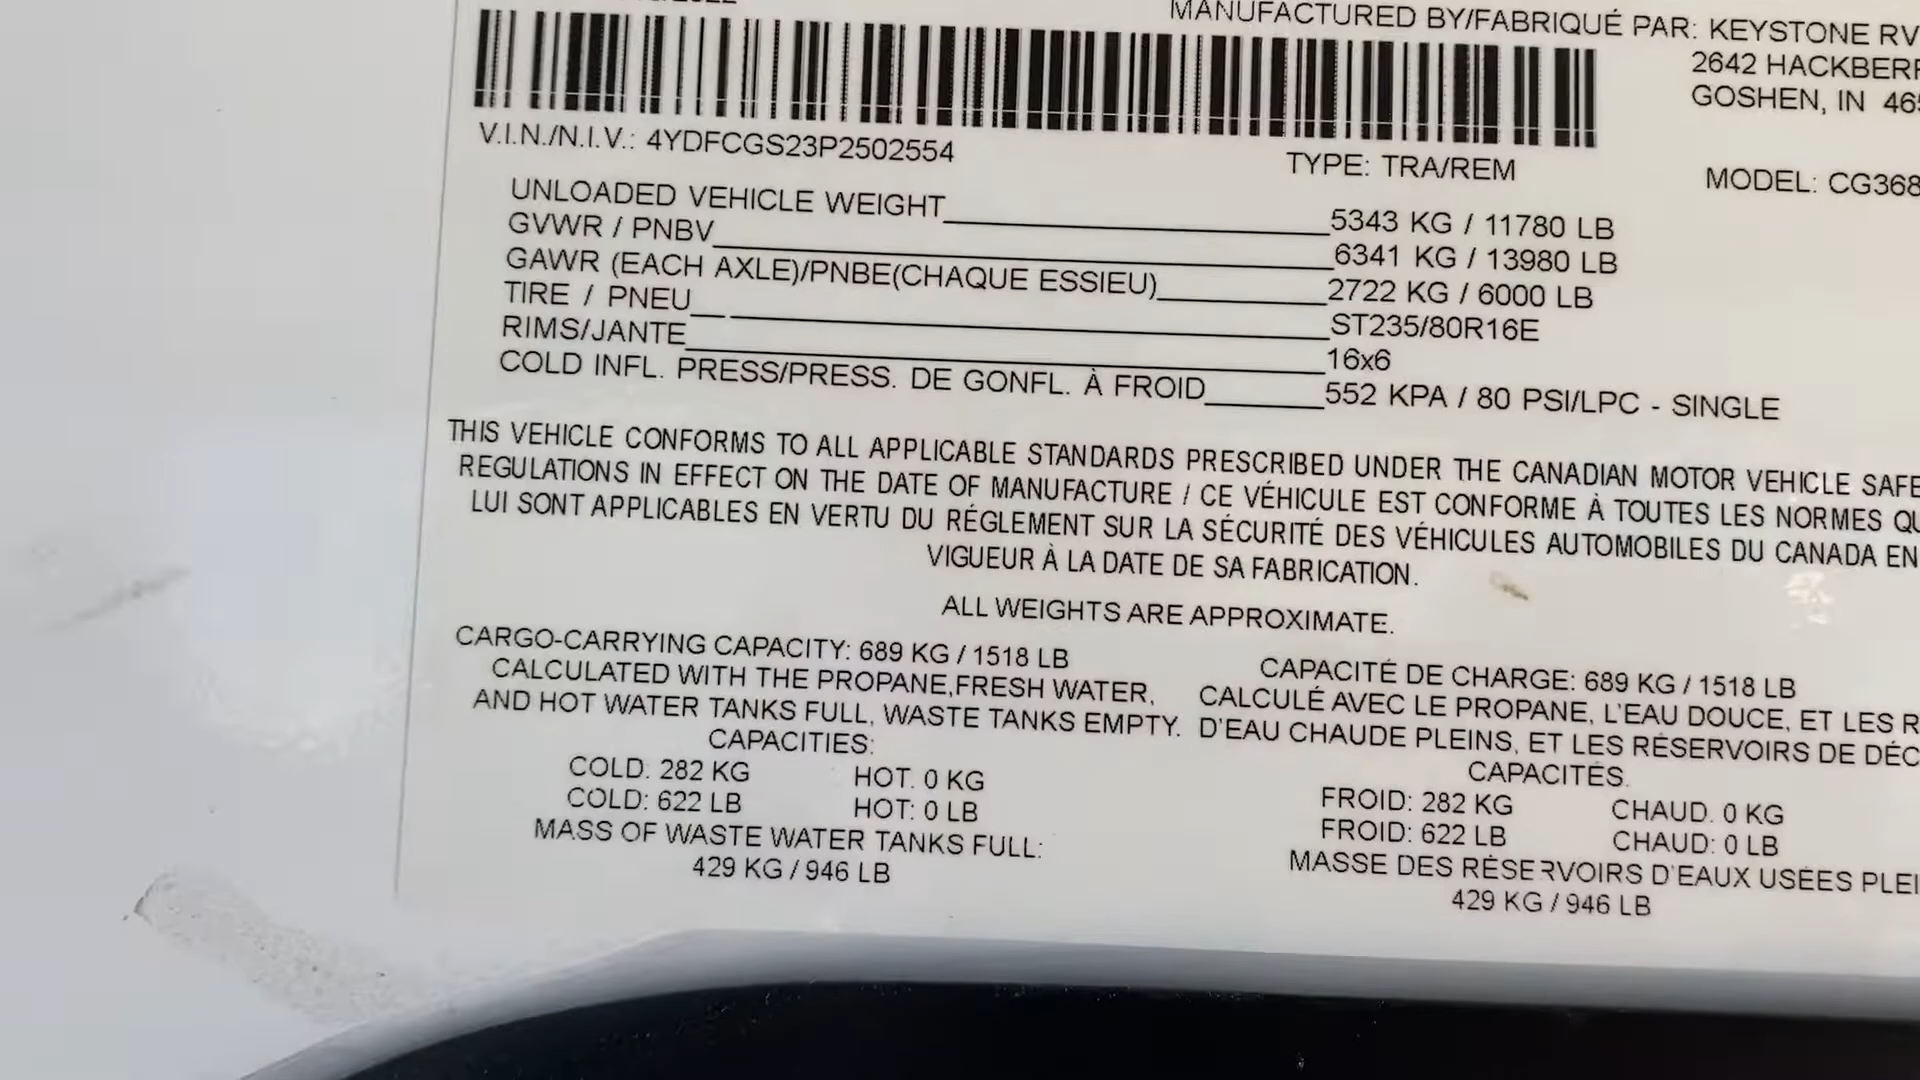 MANUFACTURED BY/FABRIQUÉ PAR: KEYSTONE RV
2642
GOSHEN, IN
V.I.N./N.I.V.: 4YDFCGS23P2502554
TYPE: TRA/REM
MODEL: CG368
UNLOADED VEHICLE WEIGHT 5343 KG / 11780 LB
GVWR / PNBV 6341 KG / 13980 LB
GAWR (EACH AXLE)/PNBE(CHAQUE ESSIEU) 2722 KG / 6000 LB
TIRE / PNEU ST235/80R16E
RIMS/JANTE 16x6
COLD INFL. PRESS/PRESS. DE GONFL. À FROID 552 KPA / 80 PSI/LPC - SINGLE
THIS VEHICLE CONFORMS TO ALL APPLICABLE STANDARDS PRESCRIBED UNDER THE CANADIAN MOTOR VEHICLE SAFE
REGULATIONS IN EFFECT ON THE DATE OF MANUFACTURE / CE VÉHICULE EST CONFORME À TOUTES LES NORMES QU
LUI SONT APPLICABLES EN VERTU DU RÉGLEMENT SUR LA SÉCURITÉ DES VÉHICULES AUTOMOBILES DU CANADA EN
VIGUEUR À LA DATE DE SA FABRICATION.
ALL WEIGHTS ARE APPROXIMATE.
CARGO-CARRYING CAPACITY: 689 KG / 1518 LB
CALCULATED WITH THE PROPANE,FRESH WATER,
AND HOT WATER TANKS FULL, WASTE TANKS EMPTY.
CAPACITIES:
COLD: 282 KG HOT: 0 KG
COLD: 622 LB HOT: 0 LB
MASS OF WASTE WATER TANKS FULL:
429 KG / 946 LB
CAPACITÉ DE CHARGE: 689 KG / 1518 LB
CALCULÉ AVEC LE PROPANE, L'EAU DOUCE, ET LES R
D'EAU CHAUDE PLEINS, ET LES RÉSERVOIRS DE DÉC
CAPACITÉS.
FROID: 282 KG CHAUD. 0 KG
FROID: 622 LB CHAUD: 0 LB
MASSE DES RÉSERVOIRS D'EAUX USÉES PLEI
429 KG / 946 LB